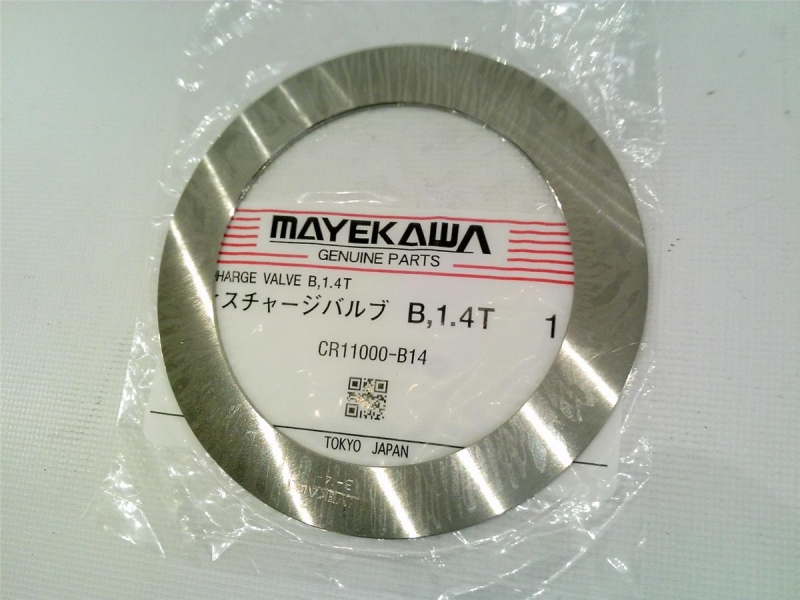 MAYEKAWA
GENUINE PARTS
HARGE VALVE B,1.4T
ィスチャージバルブ B,1.4T 1
CR11000-B14
TOKYO JAPAN